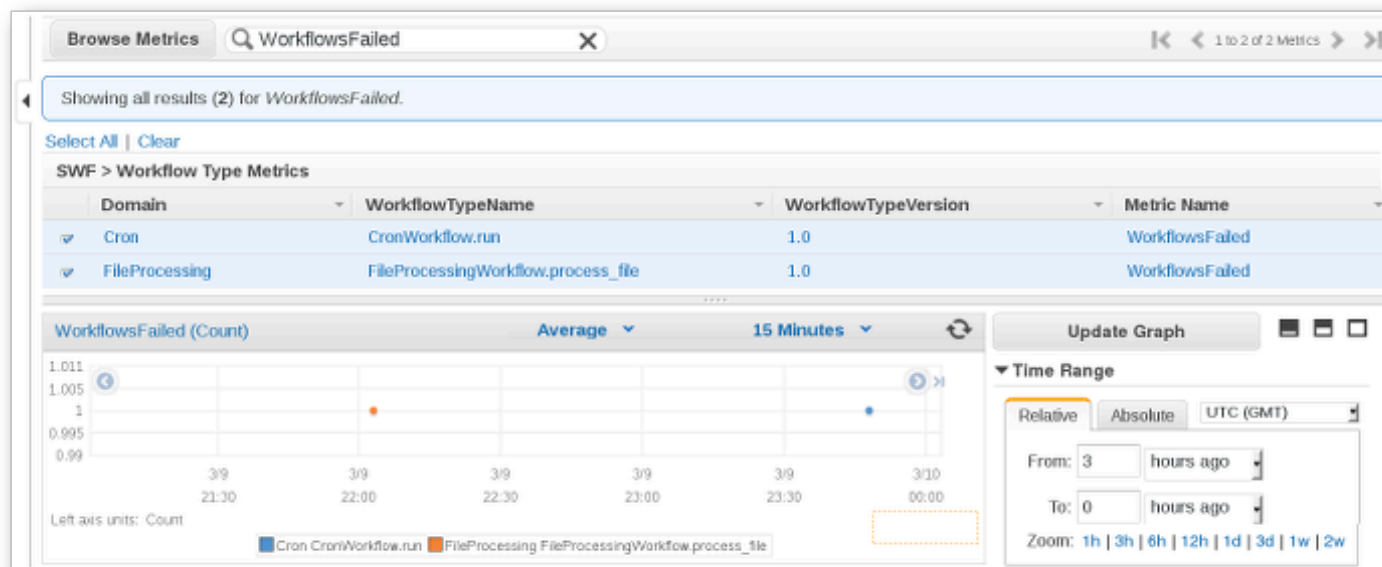 Browse Metrics WorkflowsFailed 1 to 2 of 2 Metrics
Showing all results (2) for WorkflowsFailed.
Select All | Clear
SWF > Workflow Type Metrics
Domain WorkflowTypeName WorkflowTypeVersion Metric Name
Cron CronWorkflow.run 1.0 WorkflowsFailed
FileProcessing FileProcessingWorkflow.process_file 1.0 WorkflowsFailed
WorkflowsFailed (Count) Average 15 Minutes
1.011
1.005
1
0.995
0.99
3/9 3/9 3/9 3/9 3/9 3/10
21:30 22:00 22:30 23:00 23:30 00:00
Left axis units: Count
Cron CronWorkflow.run FileProcessing FileProcessingWorkflow.process_file
Update Graph
Time Range
Relative Absolute UTC (GMT)
From: 3 hours ago
To: 0 hours ago
Zoom: 1h | 3h | 6h | 12h | 1d | 3d | 1w | 2w